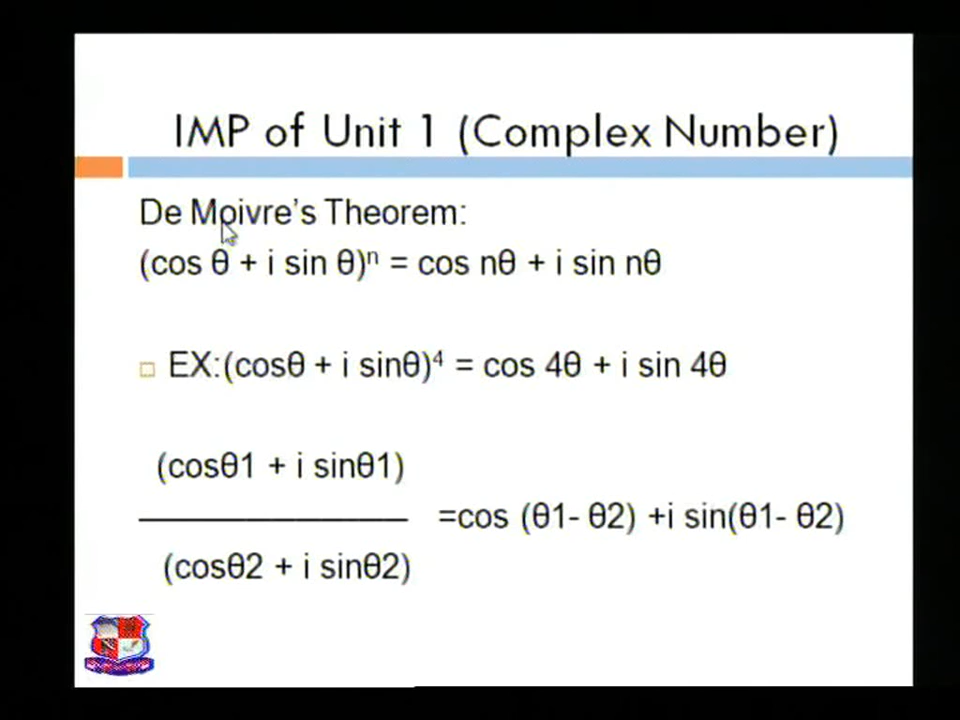 IMP of Unit 1 (Complex Number)
De Moivre's Theorem:
(cos θ + i sin θ)ⁿ = cos nθ + i sin nθ
EX:(cosθ + i sinθ)⁴ = cos 4θ + i sin 4θ
(cosθ1 + i sinθ1)
=cos (θ1- θ2) +i sin(θ1- θ2)
(cosθ2 + i sinθ2)